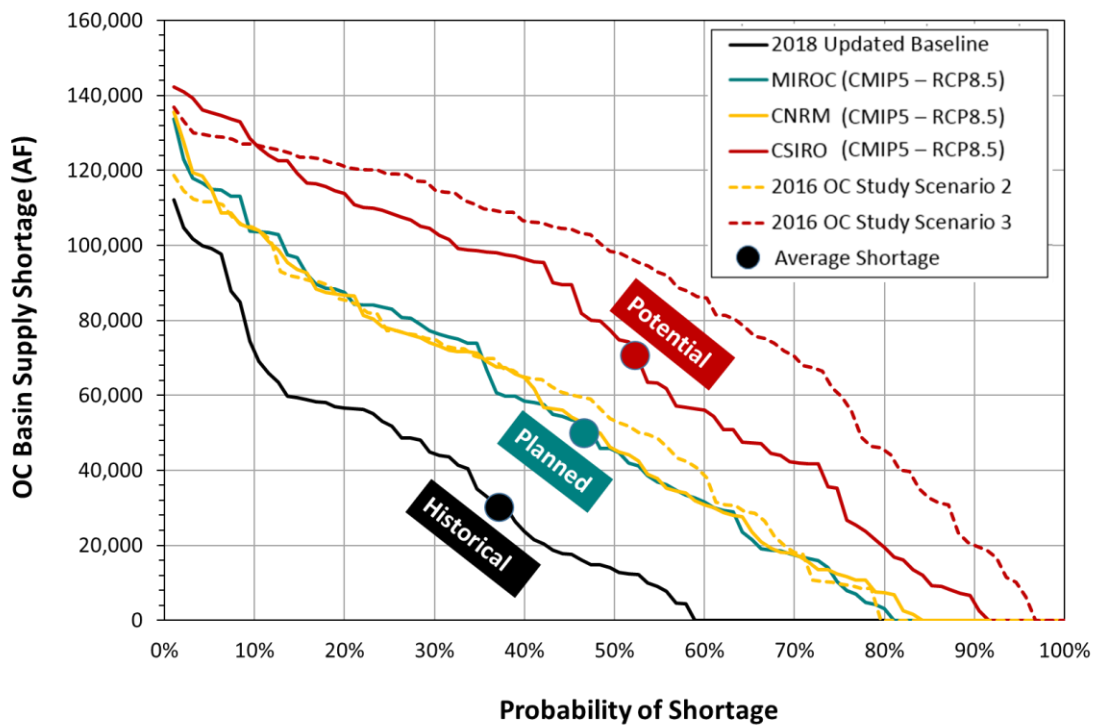 160,000
140,000
120,000
100,000
80,000
60,000
40,000
20,000
0
OC Basin Supply Shortage (AF)
2018 Updated Baseline
MIROC (CMIP5 – RCP8.5)
CNRM (CMIP5 – RCP8.5)
CSIRO (CMIP5 – RCP8.5)
2016 OC Study Scenario 2
2016 OC Study Scenario 3
Average Shortage
Potential
Planned
Historical
0% 10% 20% 30% 40% 50% 60% 70% 80% 90% 100%
Probability of Shortage